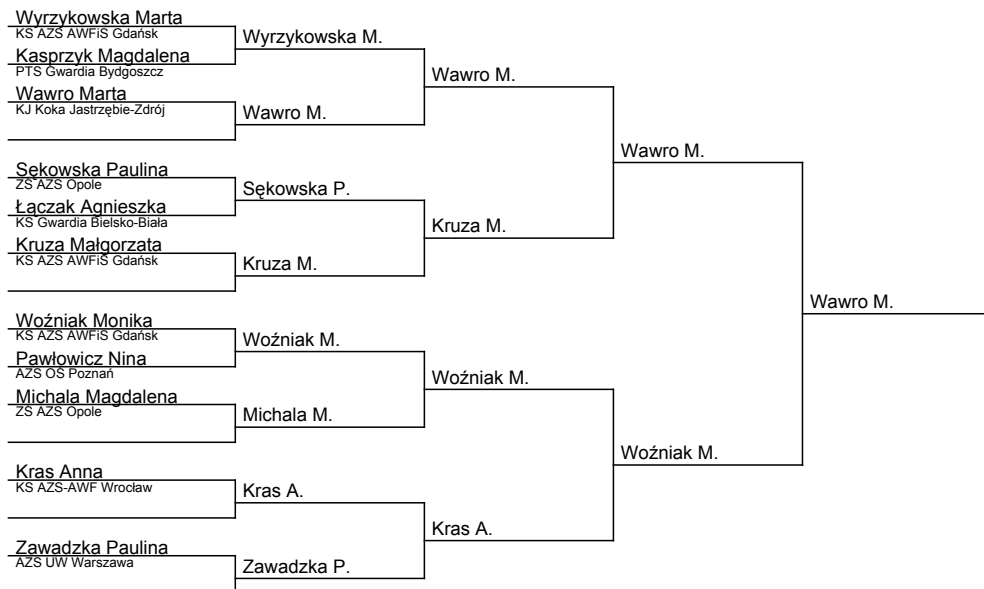 Wyrzykowska Marta
KS AZS AWFiS Gdańsk
Kasprzyk Magdalena
PTS Gwardia Bydgoszcz
Wawro Marta
KJ Koka Jastrzębie-Zdrój
Sękowska Paulina
ZS AZS Opole
Łączak Agnieszka
KS Gwardia Bielsko-Biała
Kruza Małgorzata
KS AZS AWFiS Gdańsk
Woźniak Monika
KS AZS AWFiS Gdańsk
Pawłowicz Nina
AZS OŚ Poznań
Michala Magdalena
ZS AZS Opole
Kras Anna
KS AZS-AWF Wrocław
Zawadzka Paulina
AZS UW Warszawa
Wyrzykowska M.
Wawro M.
Sękowska P.
Kruza M.
Woźniak M.
Michala M.
Kras A.
Zawadzka P.
Wawro M.
Kruza M.
Woźniak M.
Kras A.
Wawro M.
Woźniak M.
Wawro M.